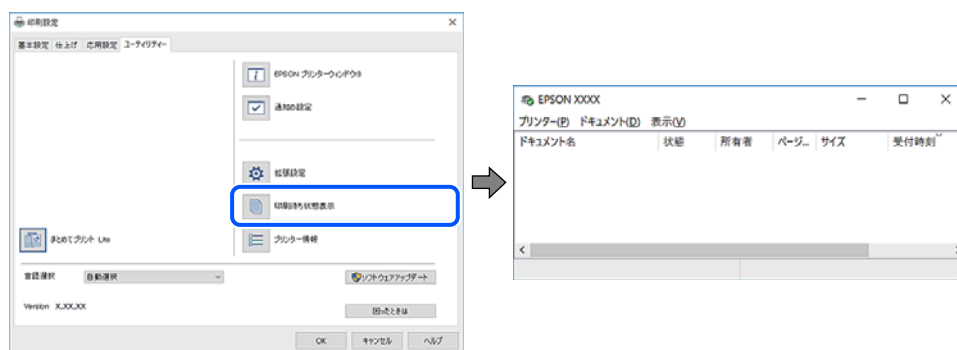 印刷設定
基本設定 仕上げ 応用設定 ユーティリティー
EPSON プリンターウィンドウ3
通知の設定
拡張設定
印刷待ち状態表示
まとめてプリント Lite
プリンター情報
言語選択 自動選択
ソフトウェアアップデート
Version X.XX.XX
困ったときは
OK キャンセル ヘルプ
EPSON XXXX
プリンター(P) ドキュメント(D) 表示(V)
ドキュメント名 状態 所有者 ページ... サイズ 受付時刻